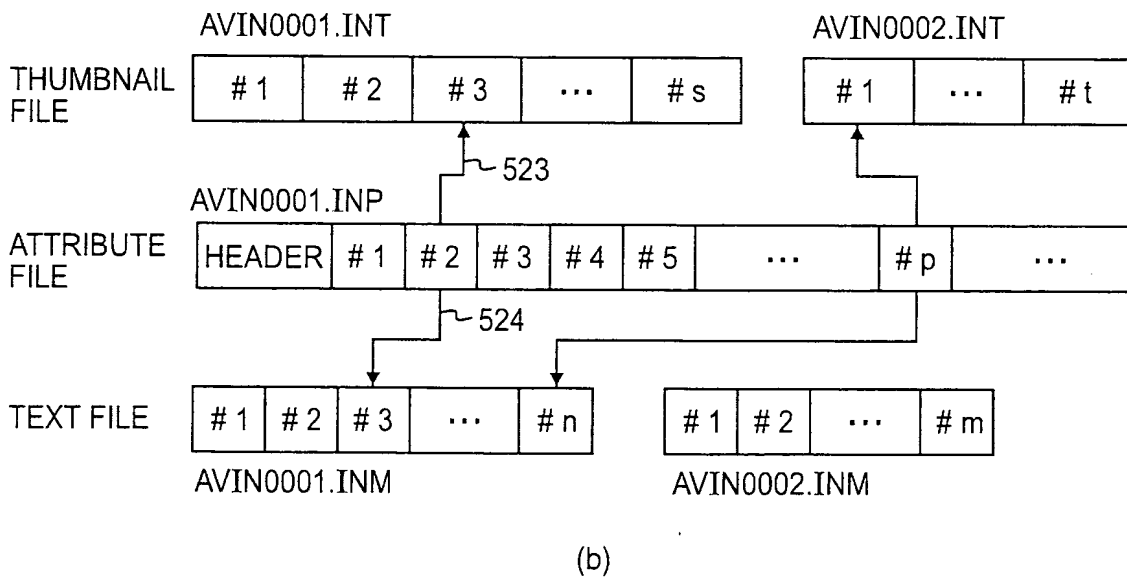 AVIN0001.INT AVIN0002.INT
THUMBNAIL FILE # 1 # 2 # 3 ... # s # 1 ... # t
523
AVIN0001.INP
ATTRIBUTE FILE HEADER # 1 # 2 # 3 # 4 # 5 ... # p ...
524
TEXT FILE # 1 # 2 # 3 ... # n # 1 # 2 ... # m
AVIN0001.INM AVIN0002.INM
(b)